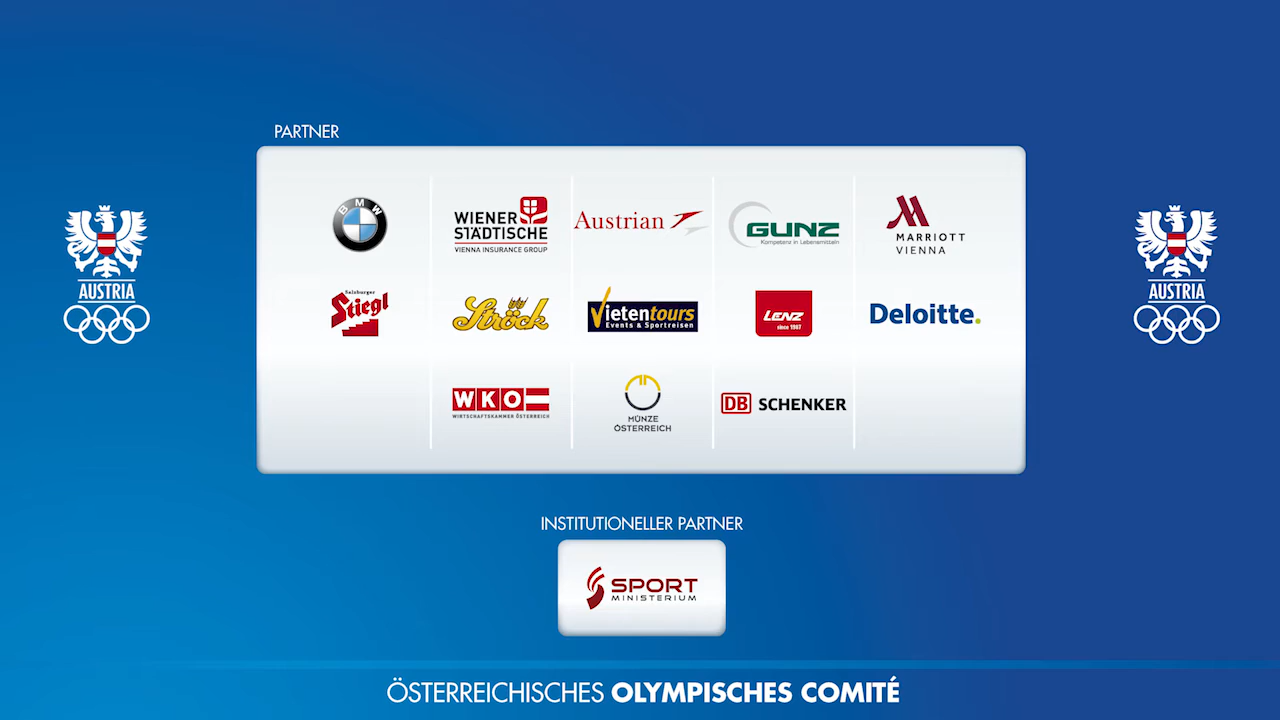 PARTNER
BMW
WIENER
STÄDTISCHE
VIENNA INSURANCE GROUP
Austrian
GUNZ
Kompetenz in Lebensmitteln
MARRIOTT
VIENNA
AUSTRIA
AUSTRIA
Salzburger
Stiegl
Ströck
Vietentours
Events & Sportreisen
LENZ
since 1987
Deloitte.
WKO
WIRTSCHAFTSKAMMER ÖSTERREICH
MÜNZE
ÖSTERREICH
DB SCHENKER
INSTITUTIONELLER PARTNER
SPORT
MINISTERIUM
ÖSTERREICHISCHES OLYMPISCHES COMITÉ